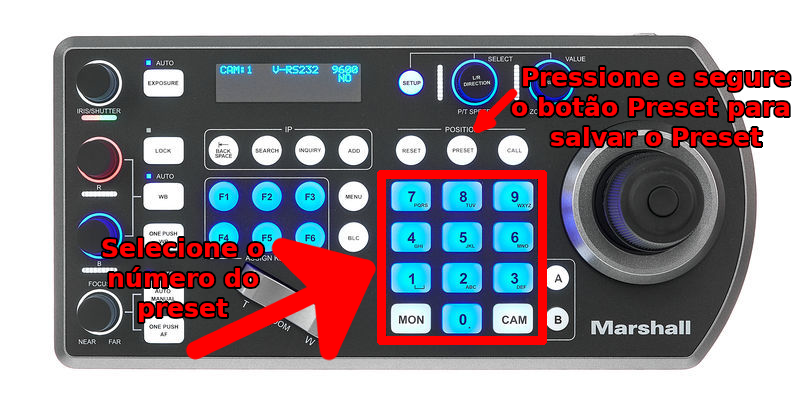 AUTO
EXPOSURE
IRIS/SHUTTER
CAM:1 V-RS232 9600
NO
SETUP
SELECT
L/R
DIRECTION
P/T SPEED
VALUE
Pressione e segure
o botão Preset para
salvar o Preset
LOCK
IP
BACK
SPACE
SEARCH
INQUIRY
ADD
POSITION
RESET
PRESET
CALL
R
AUTO
WB
F1
F2
F3
MENU
F4
F5
F6
BLC
ONE PUSH
B
7 PQRS
8 TUV
9 WXYZ
4 GHI
5 JKL
6 MNO
1
2 ABC
3 DEF
MON
0
CAM
Selecione o
número do
preset
AUTO
MANUAL
ONE PUSH
AF
NEAR
FAR
T
W
A
B
Marshall